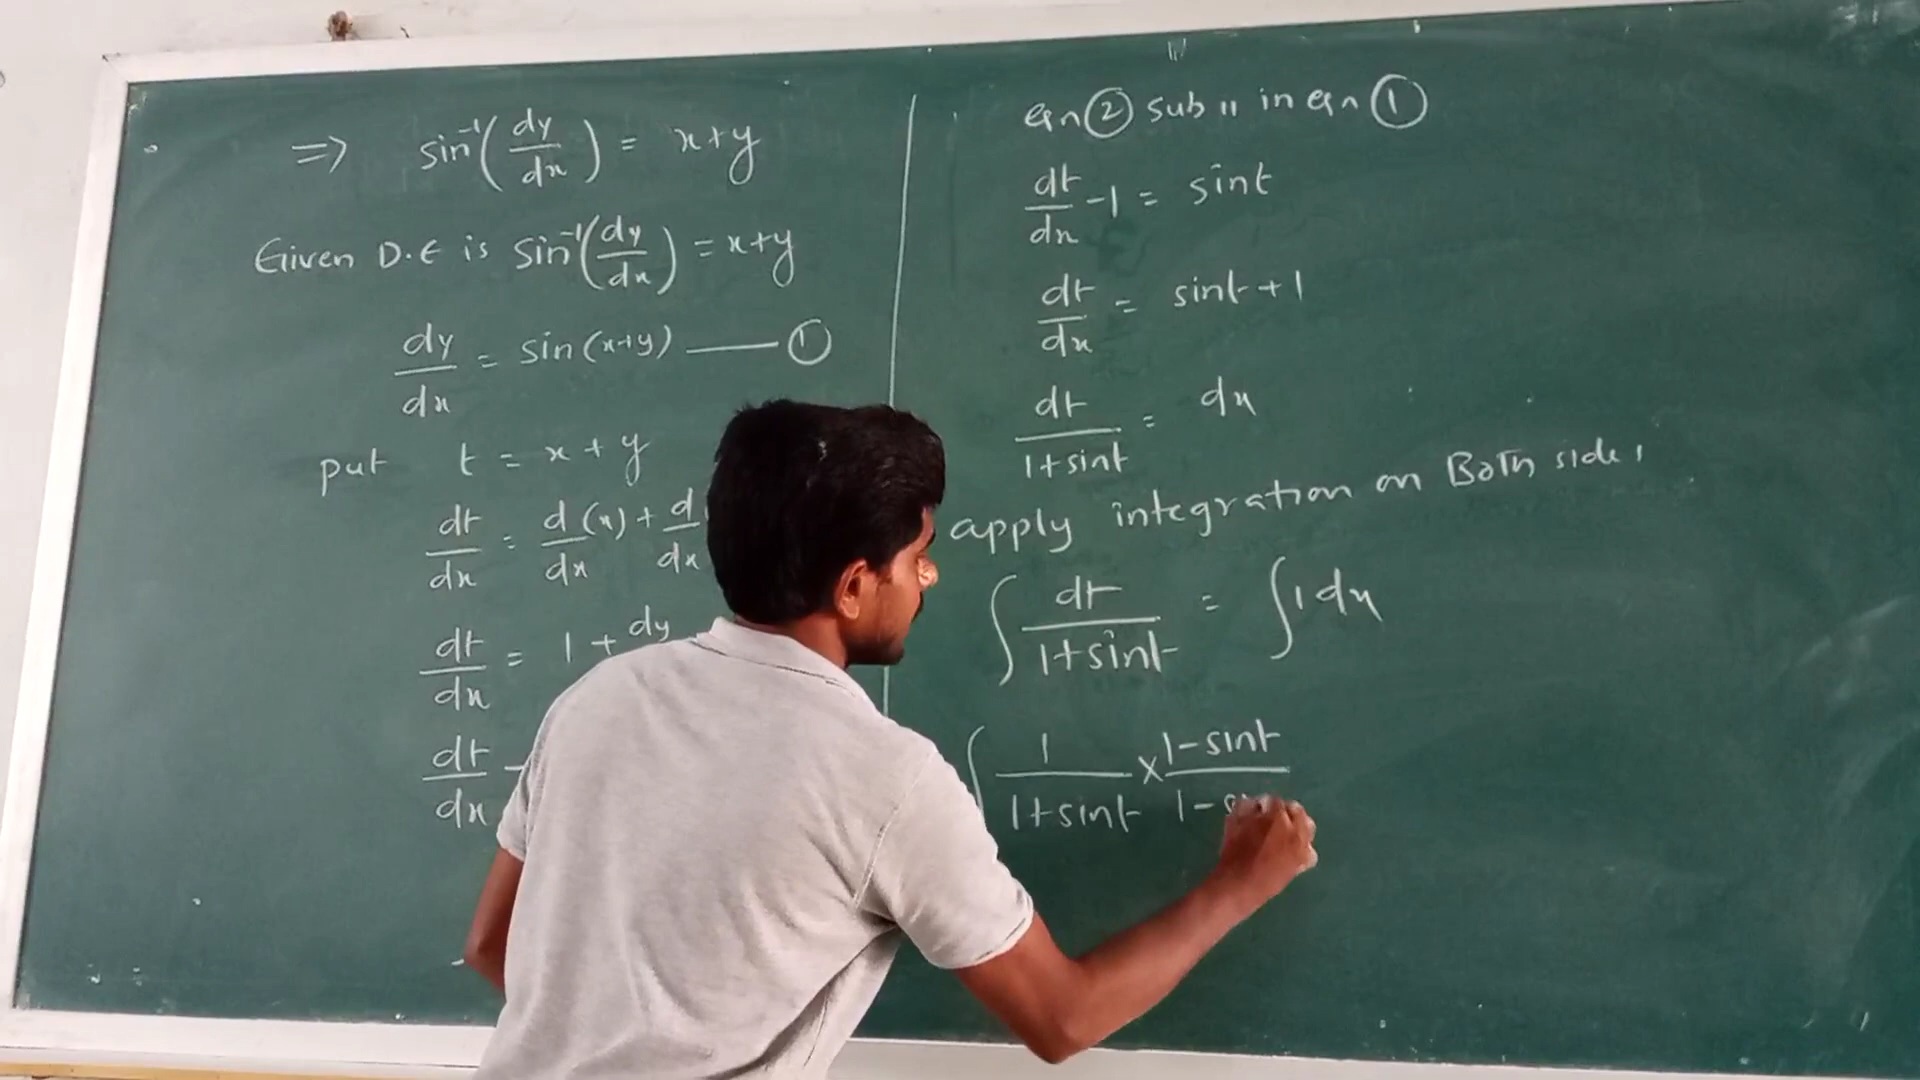 => sin⁻¹(dy/dx) = x+y
Given D.E is sin⁻¹(dy/dx) = x+y
dy/dx = sin(x+y) —— ①
put t = x + y
dt/dx = d/dx (x) + d/dx
dt/dx = 1 + dy
dt/dx -
eqn ② sub 11 in eqn ①
dt/dx - 1 = sint
dt/dx = sint + 1
dt/1+sint = dx
apply integration on Both side,
∫ dt/1+sint = ∫ 1 dx
∫ 1/1+sint × 1-sint/1-